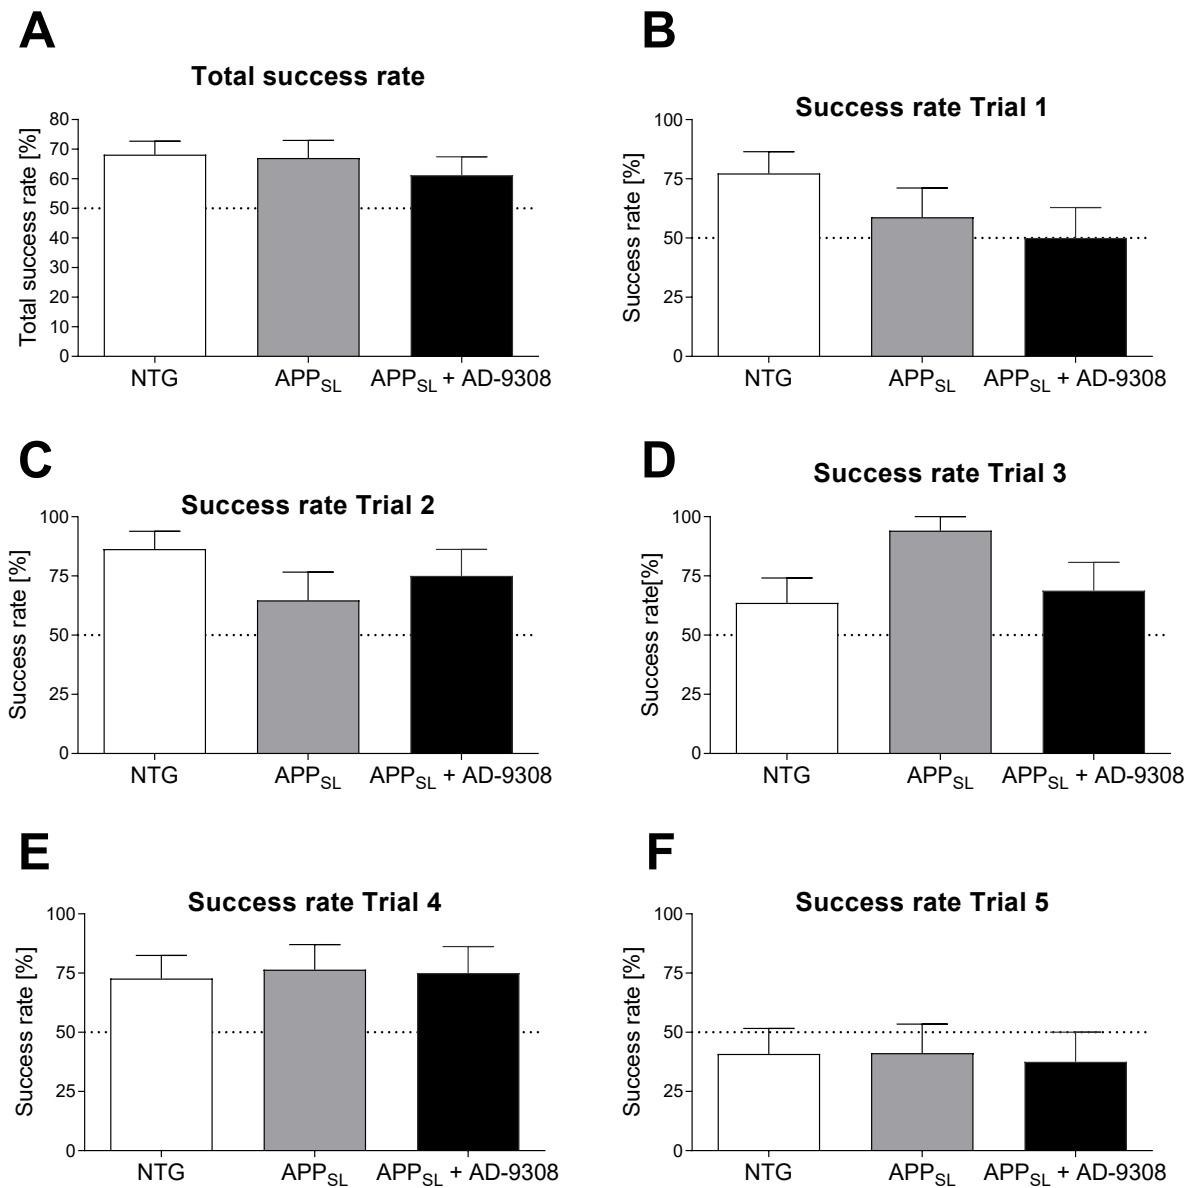 A
Total success rate
Total success rate [%]
80
70
60
50
40
30
20
10
0
NTG
APPSL
APPSL + AD-9308
B
Success rate Trial 1
Success rate [%]
100
75
50
25
0
NTG
APPSL
APPSL + AD-9308
C
Success rate Trial 2
Success rate [%]
100
75
50
25
0
NTG
APPSL
APPSL + AD-9308
D
Success rate Trial 3
Success rate[%]
100
75
50
25
0
NTG
APPSL
APPSL + AD-9308
E
Success rate Trial 4
Success rate [%]
100
75
50
25
0
NTG
APPSL
APPSL + AD-9308
F
Success rate Trial 5
Success rate [%]
100
75
50
25
0
NTG
APPSL
APPSL + AD-9308